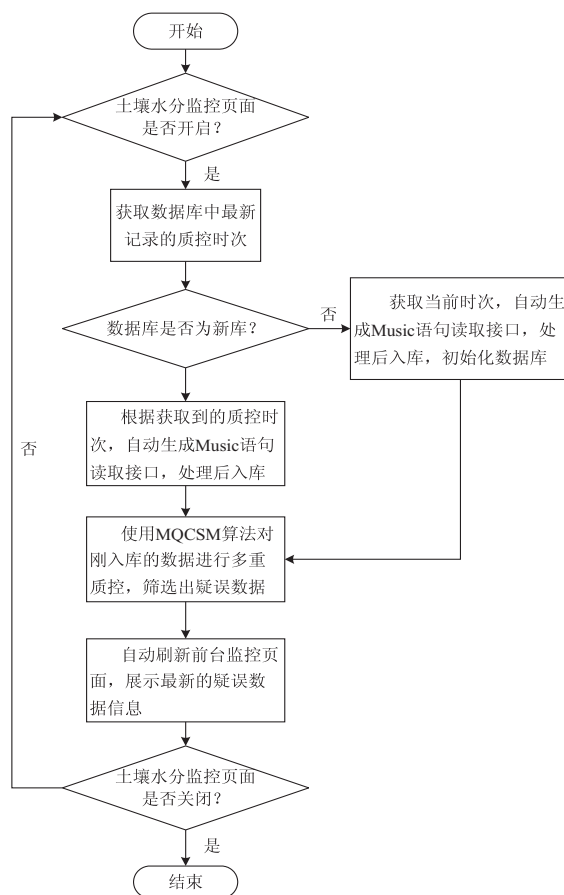 开始
土壤水分监控页面
是否开启？
是
获取数据库中最新
记录的质控时次
数据库是否为新库？
否
获取当前时次，自动生
成Music语句读取接口，处
理后入库，初始化数据库
根据获取到的质控时
次，自动生成Music语句
读取接口，处理后入库
否
使用MQCSM算法对
刚入库的数据进行多重
质控，筛选出疑误数据
自动刷新前台监控页
面，展示最新的疑误数
据信息
土壤水分监控页面
是否关闭？
是
结束